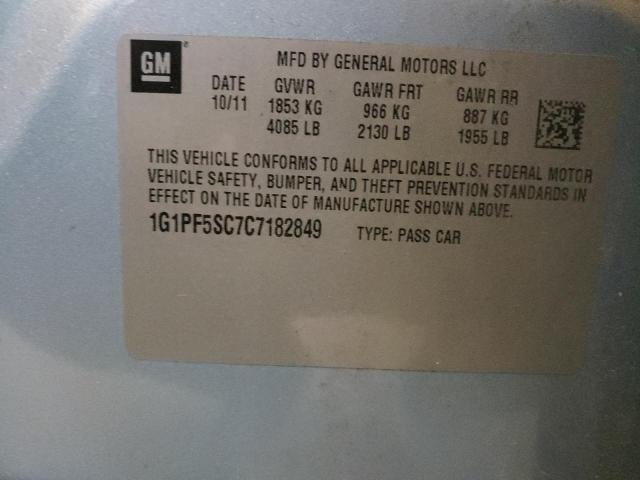 GM ®
MFD BY GENERAL MOTORS LLC
DATE GVWR GAWR FRT GAWR RR
10/11 1853 KG 966 KG 887 KG
4085 LB 2130 LB 1955 LB
THIS VEHICLE CONFORMS TO ALL APPLICABLE U.S. FEDERAL MOTOR
VEHICLE SAFETY, BUMPER, AND THEFT PREVENTION STANDARDS IN
EFFECT ON THE DATE OF MANUFACTURE SHOWN ABOVE.
1G1PF5SC7C7182849 TYPE: PASS CAR